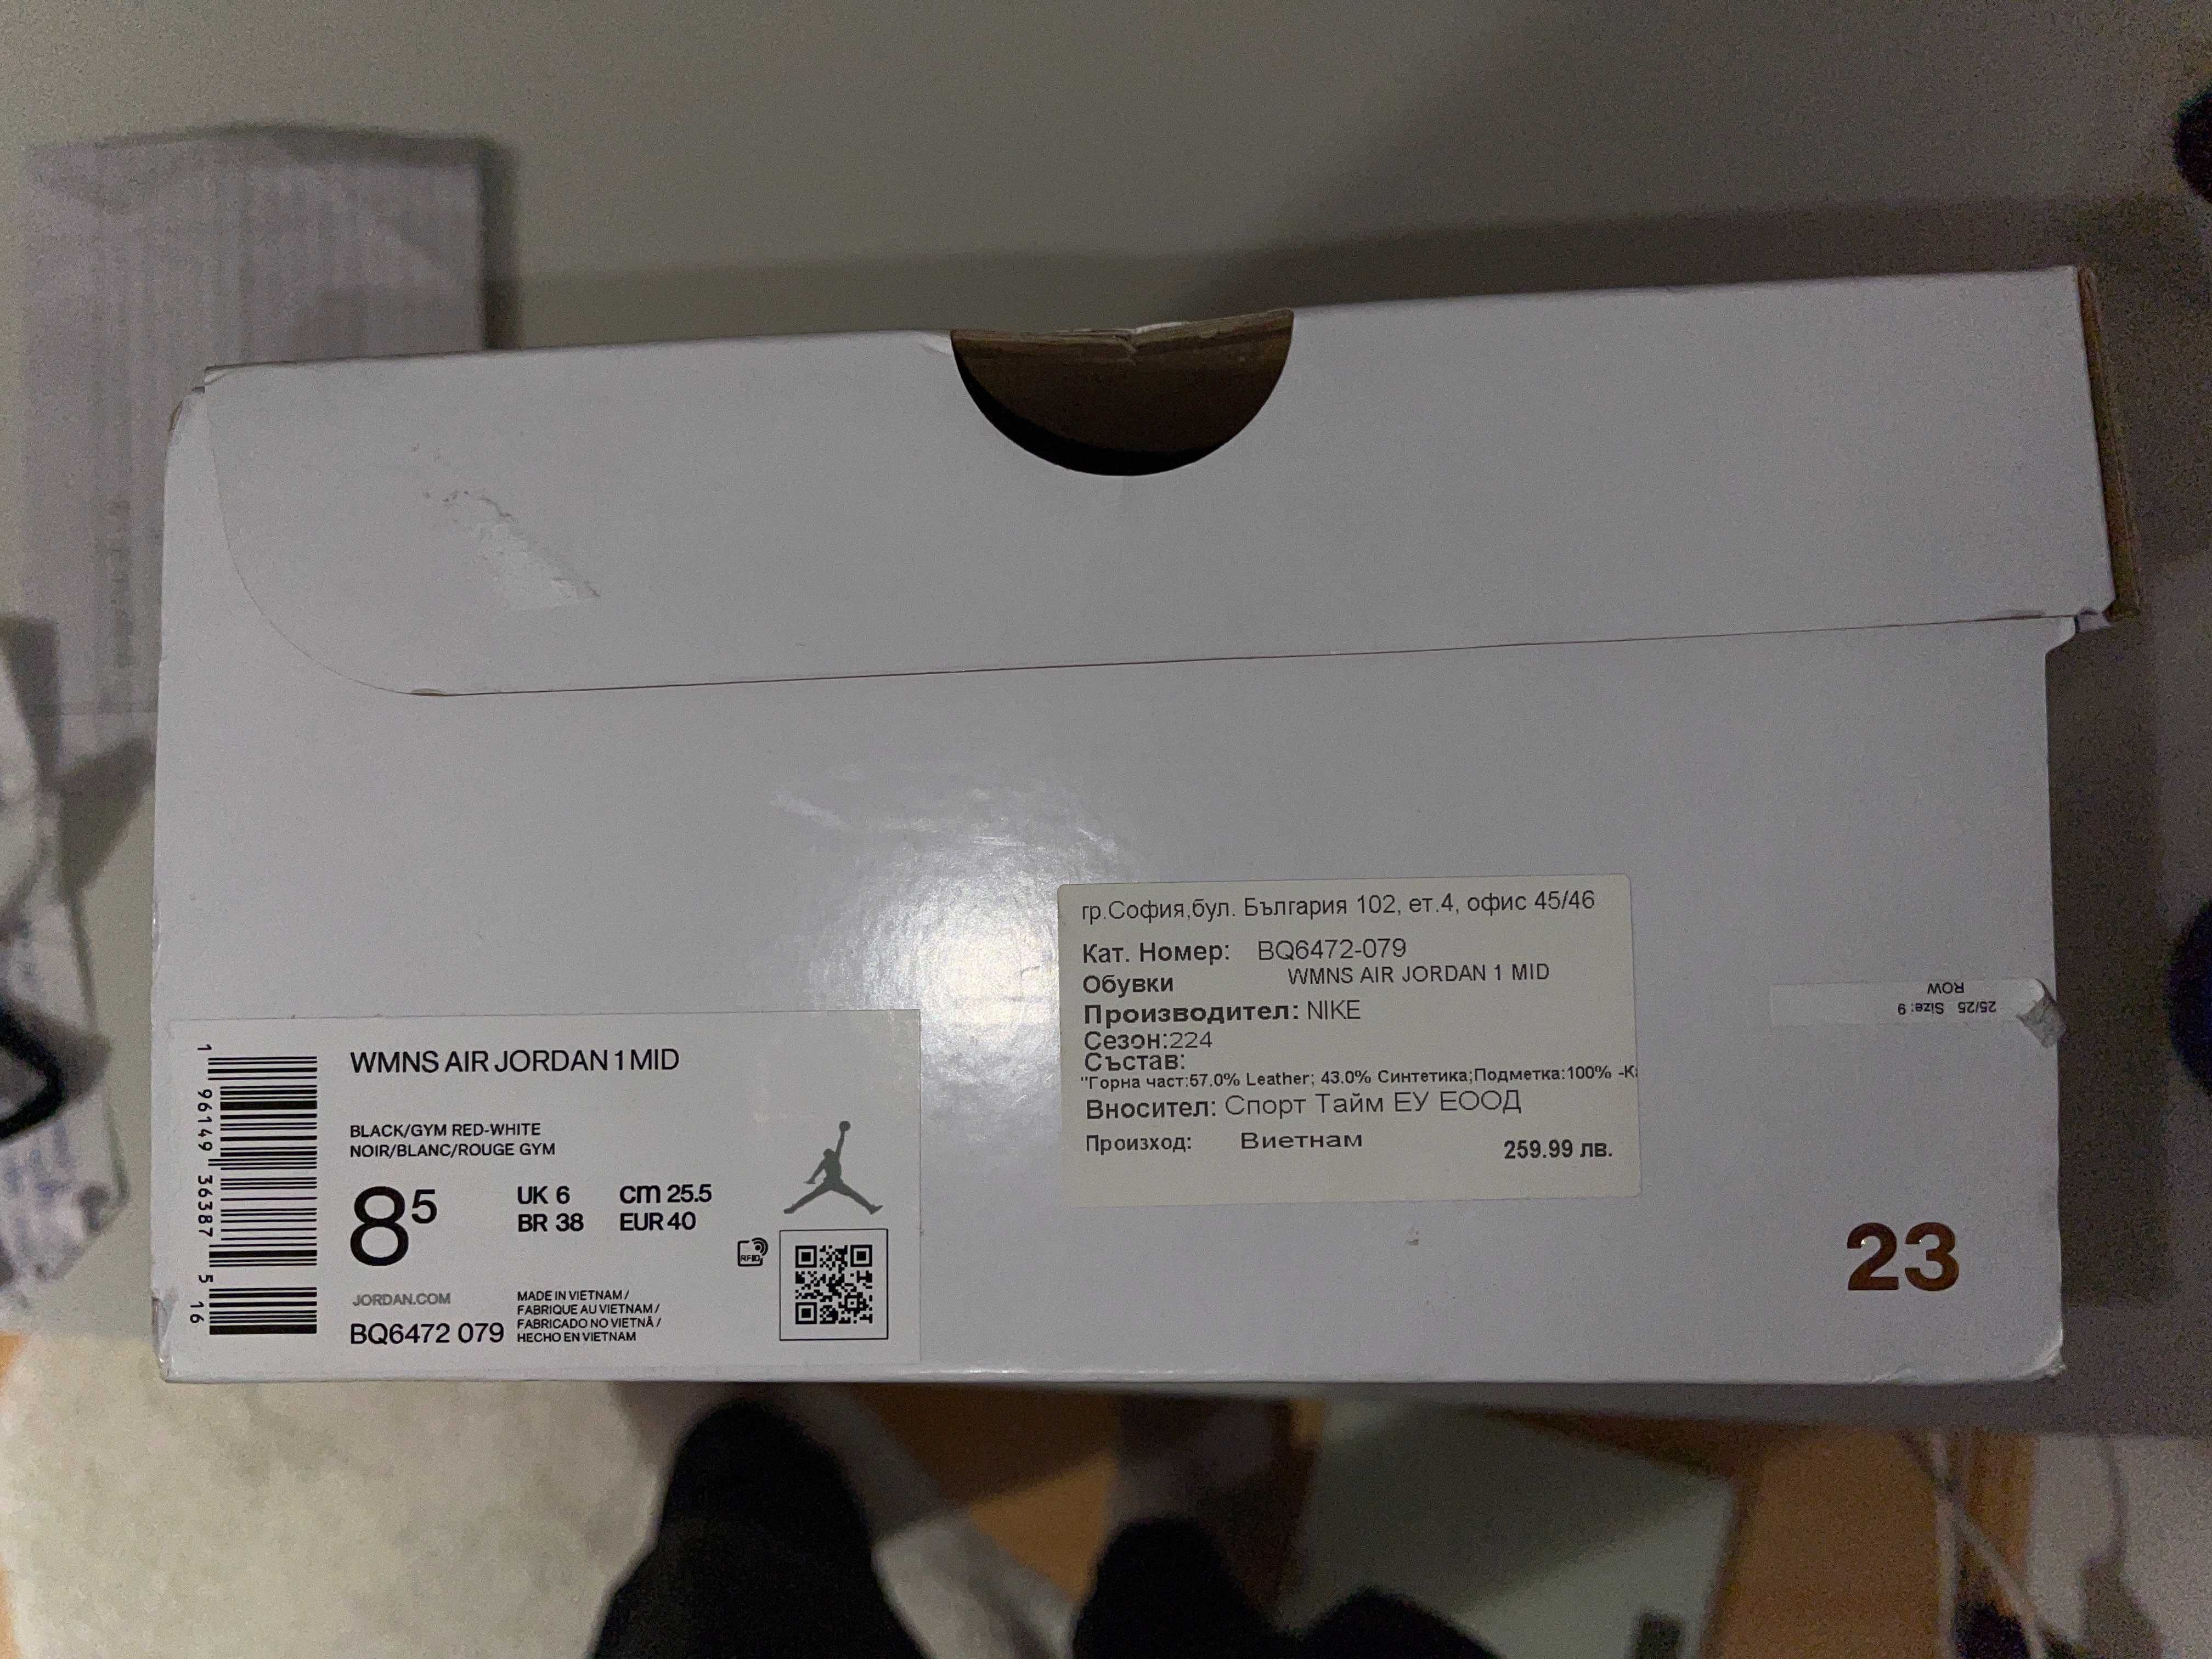 гр.София,бул. България 102, ет.4, офис 45/46
Кат. Номер: BQ6472-079
Обувки WMNS AIR JORDAN 1 MID
Производител: NIKE
Сезон:224
Състав:
"Горна част:57.0% Leather; 43.0% Синтетика;Подметка:100% -К
Вносител: Спорт Тайм ЕУ ЕООД
Произход: Виетнам 259.99 лв.
25/25 Size: 9
ROW
23
1 96149 36387 5 16
WMNS AIR JORDAN 1 MID
BLACK/GYM RED-WHITE
NOIR/BLANC/ROUGE GYM
85
UK 6 cm 25.5
BR 38 EUR 40
RFID
JORDAN.COM
BQ6472 079
MADE IN VIETNAM /
FABRIQUE AU VIETNAM /
FABRICADO NO VIETNÃ /
HECHO EN VIETNAM